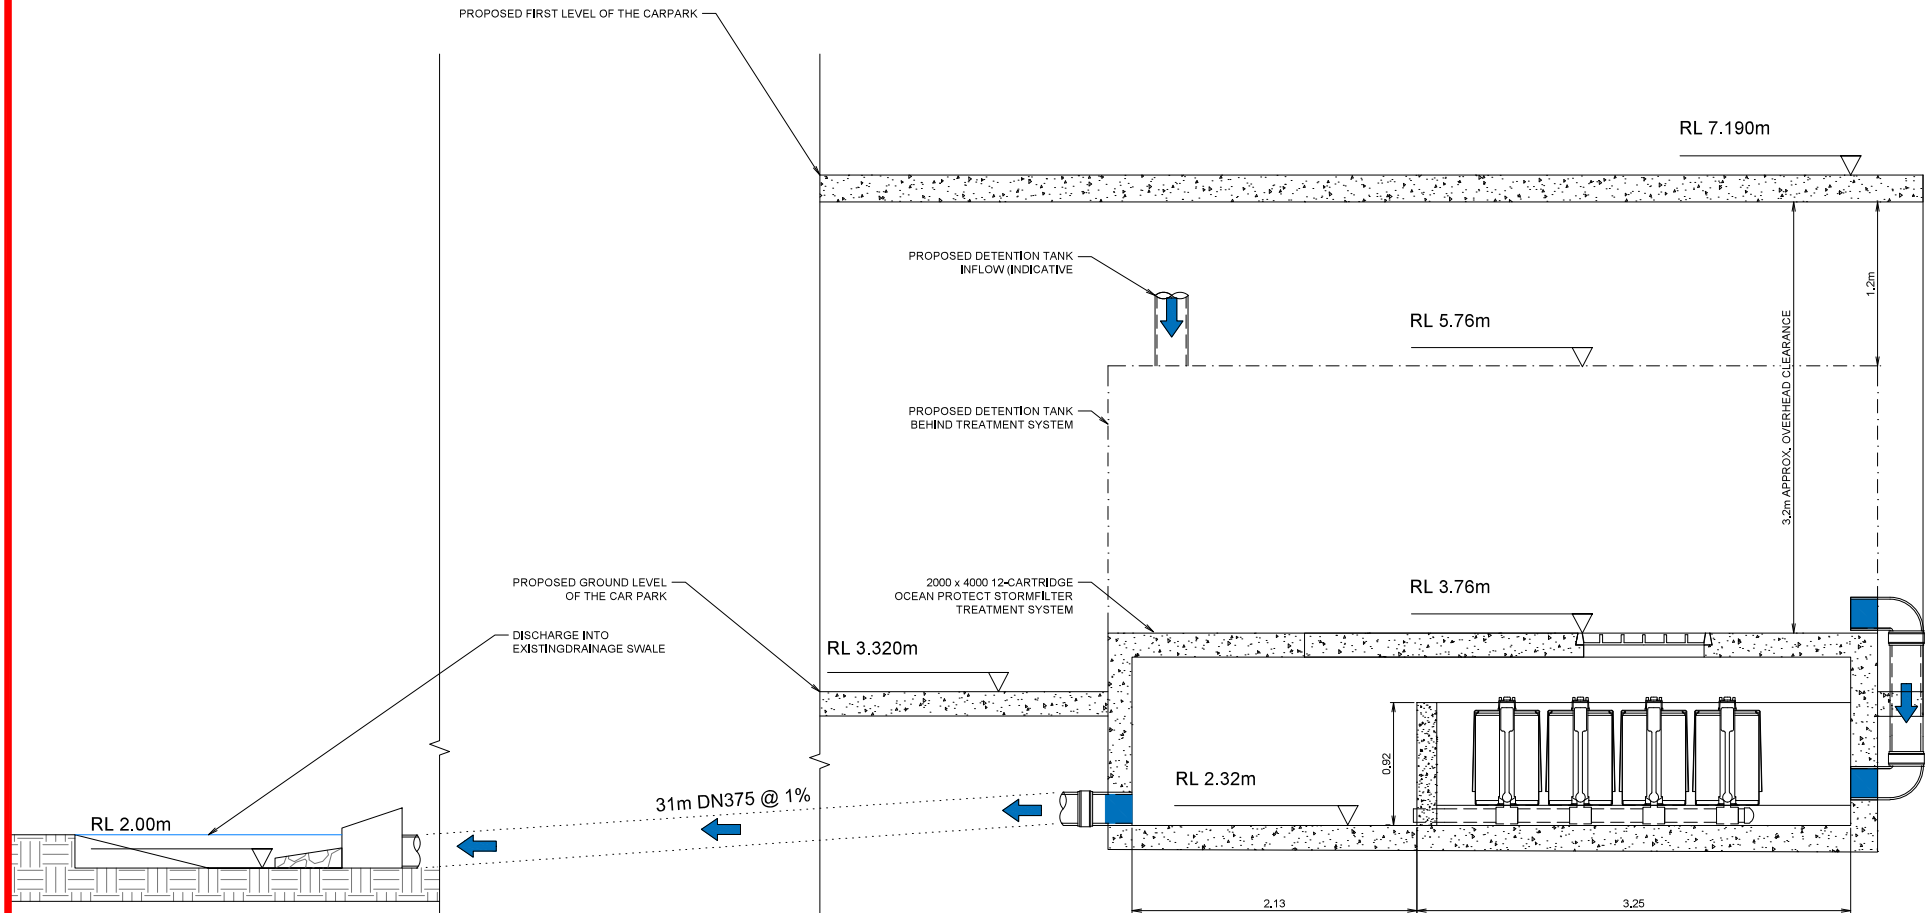 PROPOSED FIRST LEVEL OF THE CARPARK
RL 7.190m
PROPOSED DETENTION TANK
INFLOW (INDICATIVE
1.2m
RL 5.76m
3.2m APPROX. OVERHEAD CLEARANCE
PROPOSED DETENTION TANK
BEHIND TREATMENT SYSTEM
PROPOSED GROUND LEVEL
OF THE CAR PARK
2000 x 4000 12-CARTRIDGE
OCEAN PROTECT STORMFILTER
TREATMENT SYSTEM
RL 3.76m
DISCHARGE INTO
EXISTINGDRAINAGE SWALE
RL 3.320m
0.92
RL 2.32m
31m DN375 @ 1%
RL 2.00m
2.13
3.25